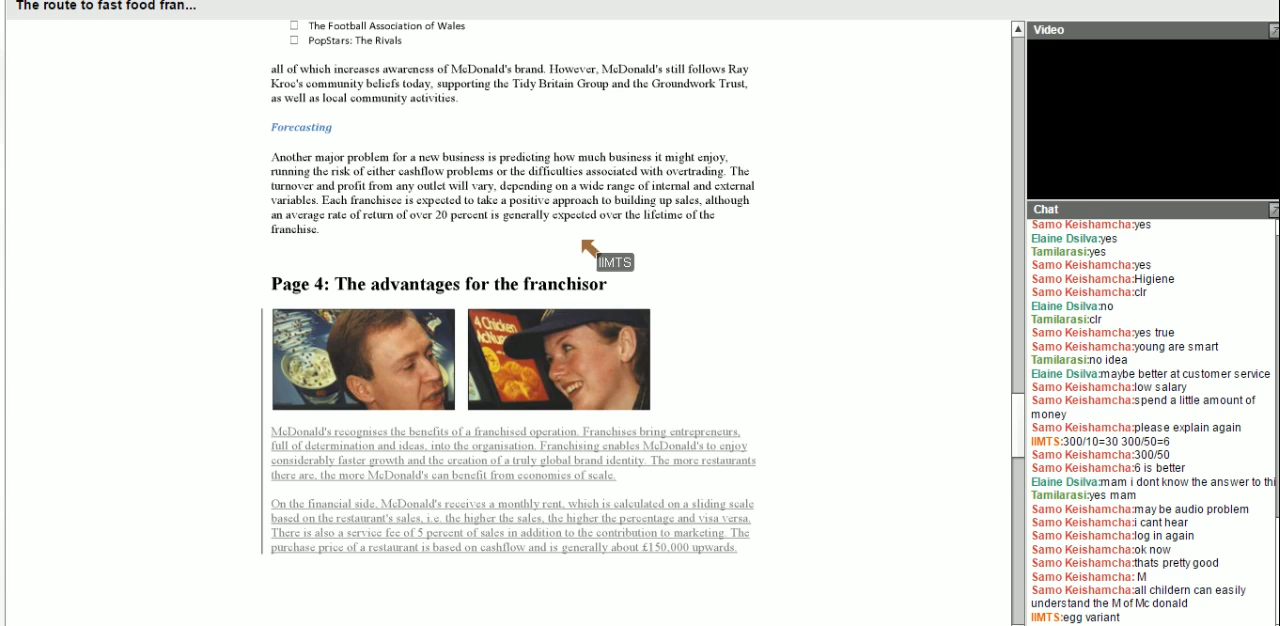 The route to fast food fran...
The Football Association of Wales
PopStars: The Rivals
all of which increases awareness of McDonald's brand. However, McDonald's still follows Ray
Kroc's community beliefs today, supporting the Tidy Britain Group and the Groundwork Trust,
as well as local community activities.
Forecasting
Another major problem for a new business is predicting how much business it might enjoy,
running the risk of either cashflow problems or the difficulties associated with overtrading. The
turnover and profit from any outlet will vary, depending on a wide range of internal and external
variables. Each franchisee is expected to take a positive approach to building up sales, although
an average rate of return of over 20 percent is generally expected over the lifetime of the
franchise.
IIMTS
Page 4: The advantages for the franchisor
A Chicken
McNu
McDonald's recognises the benefits of a franchised operation. Franchises bring entrepreneurs,
full of determination and ideas, into the organisation. Franchising enables McDonald's to enjoy
considerably faster growth and the creation of a truly global brand identity. The more restaurants
there are, the more McDonald's can benefit from economies of scale.
On the financial side, McDonald's receives a monthly rent, which is calculated on a sliding scale
based on the restaurant's sales, i.e. the higher the sales, the higher the percentage and visa versa.
There is also a service fee of 5 percent of sales in addition to the contribution to marketing. The
purchase price of a restaurant is based on cashflow and is generally about £150,000 upwards.
Video
Chat
Samo Keishamcha:yes
Elaine Dsilva:yes
Tamilarasi:yes
Samo Keishamcha:yes
Samo Keishamcha:Higiene
Samo Keishamcha:clr
Elaine Dsilva:no
Tamilarasi:clr
Samo Keishamcha:yes true
Samo Keishamcha:young are smart
Tamilarasi:no idea
Elaine Dsilva:maybe better at customer service
Samo Keishamcha:low salary
Samo Keishamcha:spend a little amount of
money
Samo Keishamcha:please explain again
IIMTS:300/10=30 300/50=6
Samo Keishamcha:300/50
Samo Keishamcha:6 is better
Elaine Dsilva:mam i dont know the answer to thi
Tamilarasi:yes mam
Samo Keishamcha:may be audio problem
Samo Keishamcha:i cant hear
Samo Keishamcha:log in again
Samo Keishamcha:ok now
Samo Keishamcha:thats pretty good
Samo Keishamcha: M
Samo Keishamcha:all childern can easily
understand the M of Mc donald
IIMTS:egg variant